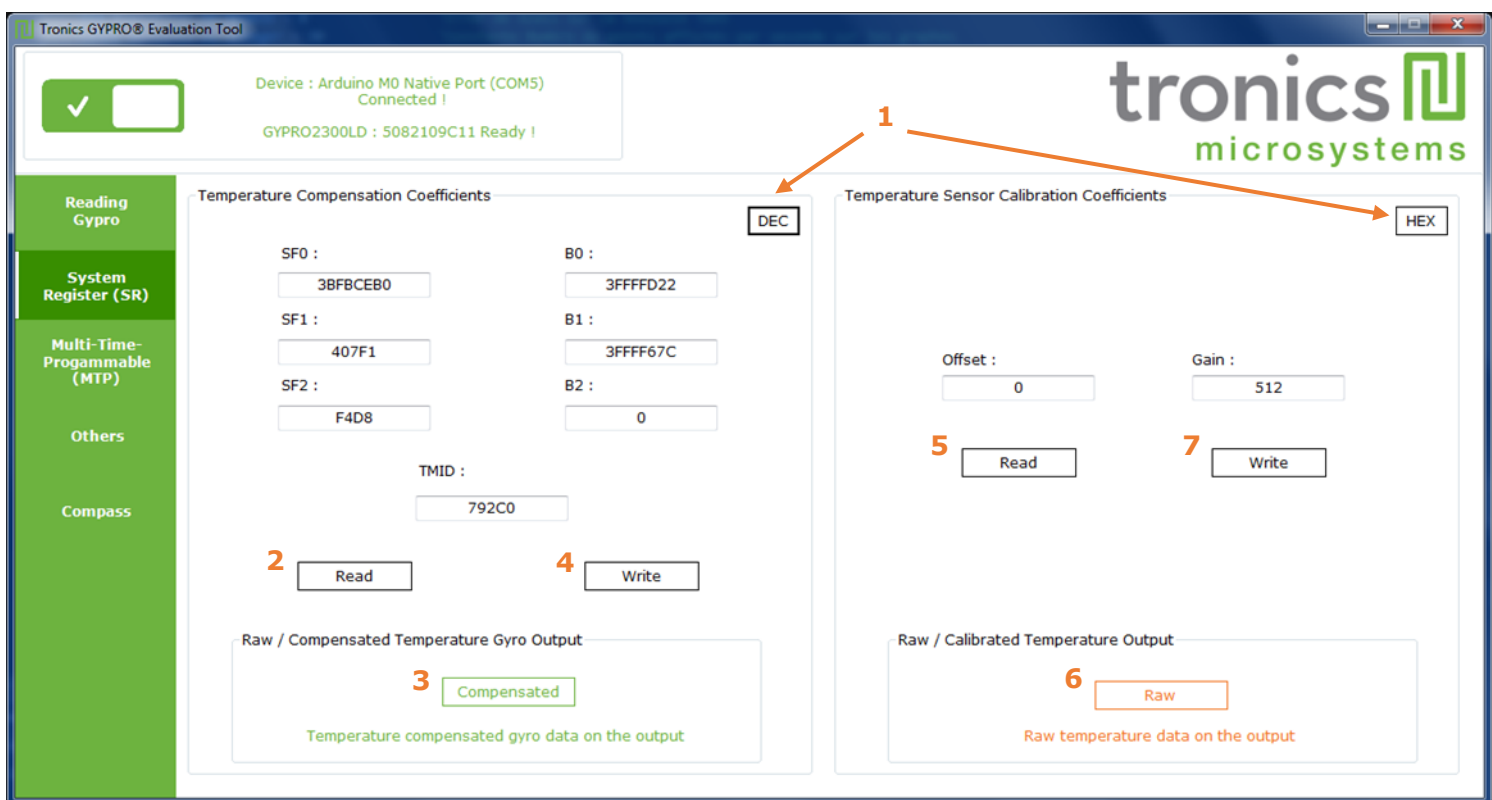 Tronics GYPRO® Evaluation Tool
Device : Arduino M0 Native Port (COM5)
Connected !
GYPRO2300LD : 5082109C11 Ready !
1
tronics
microsystems
Reading
Gypro
System
Register (SR)
Multi-Time-
Progammable
(MTP)
Others
Compass
Temperature Compensation Coefficients
DEC
SF0 :
B0 :
3BFBCEB0
3FFFFD22
SF1 :
B1 :
407F1
3FFFF67C
SF2 :
B2 :
F4D8
0
TMID :
792C0
2
Read
4
Write
Raw / Compensated Temperature Gyro Output
3
Compensated
Temperature compensated gyro data on the output
Temperature Sensor Calibration Coefficients
HEX
Offset :
Gain :
0
512
5
Read
7
Write
Raw / Calibrated Temperature Output
6
Raw
Raw temperature data on the output